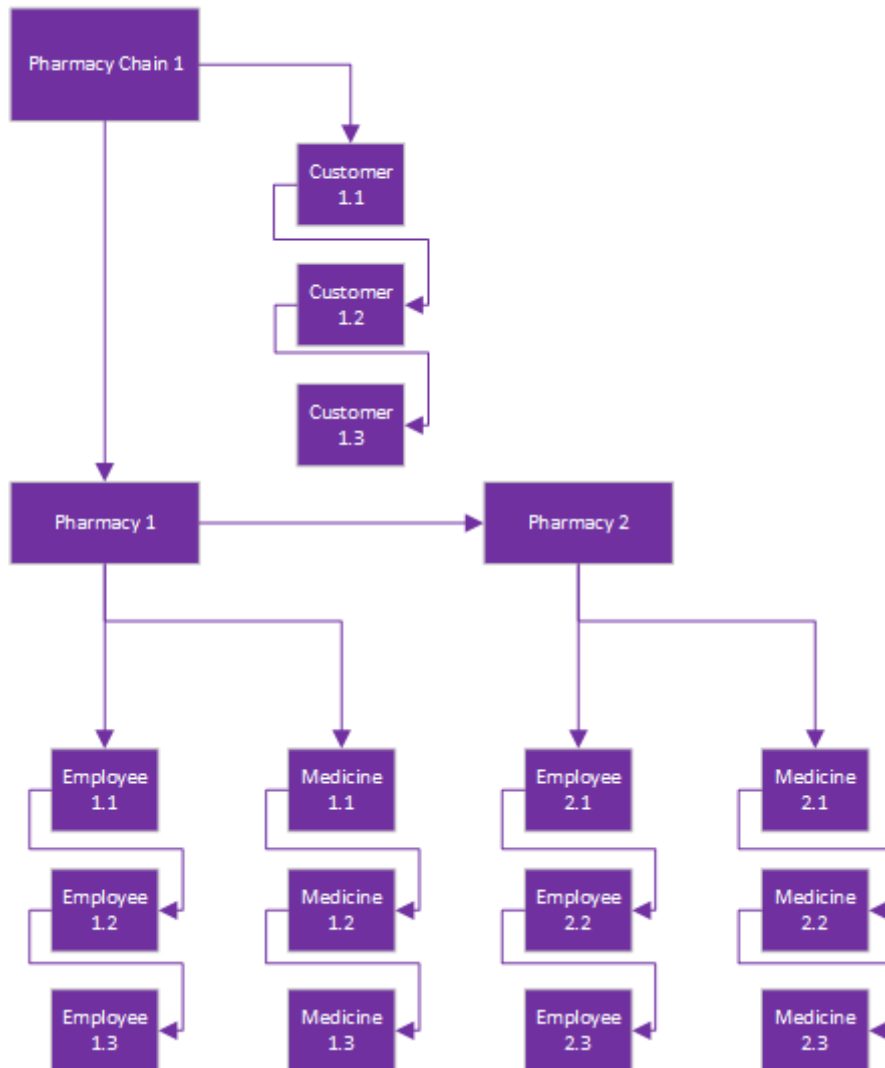 Pharmacy Chain 1
Customer
1.1
Customer
1.2
Customer
1.3
Pharmacy 1
Pharmacy 2
Employee
1.1
Medicine
1.1
Employee
2.1
Medicine
2.1
Employee
1.2
Medicine
1.2
Employee
2.2
Medicine
2.2
Employee
1.3
Medicine
1.3
Employee
2.3
Medicine
2.3